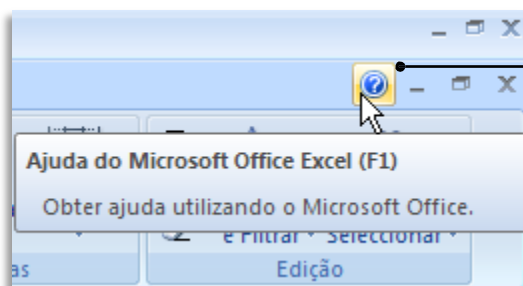 Ajuda do Microsoft Office Excel (F1)
Obter ajuda utilizando o Microsoft Office.
e Filtrar Seleccionar
as
Edição